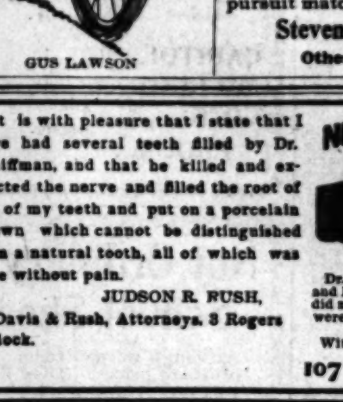 GUS LAWSON
pursuit matc
Steven
Othe
t is with pleasure that I state that I
e had several teeth filled by Dr.
iffman, and that he killed and ex-
cted the nerve and filled the root of
of my teeth and put on a porcelain
wn which cannot be distinguished
m a natural tooth, all of which was
e without pain.
JUDSON R. RUSH,
Davis & Rush, Attorneys. 3 Rogers
lock.
N
Dr.
and I
did n
were
Wi
107